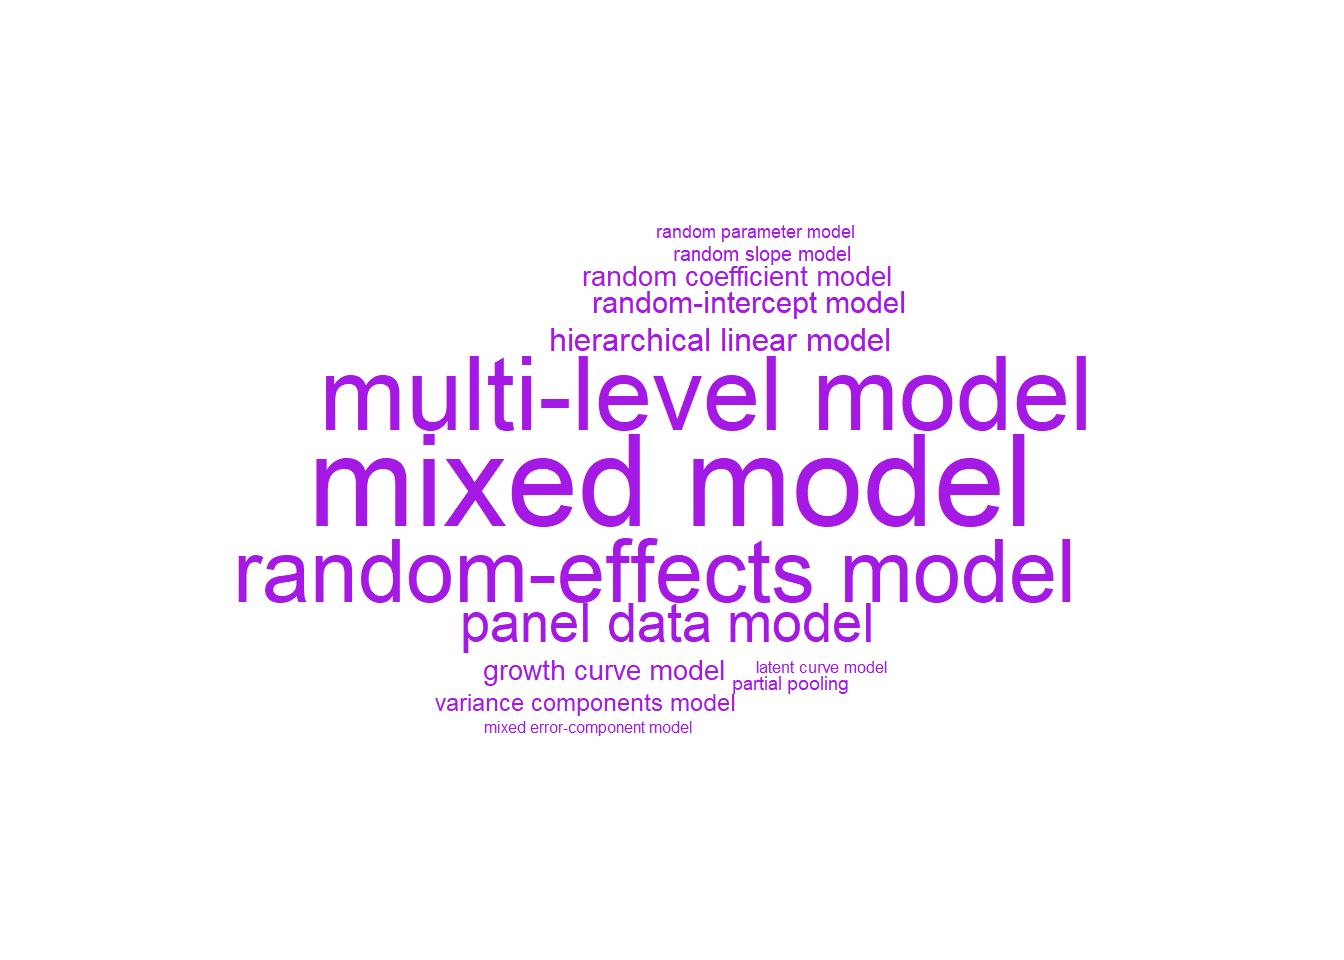 random parameter model
random slope model
random coefficient model
random-intercept model
hierarchical linear model
multi-level model
mixed model
random-effects model
panel data model
growth curve model
latent curve model
partial pooling
variance components model
mixed error-component model